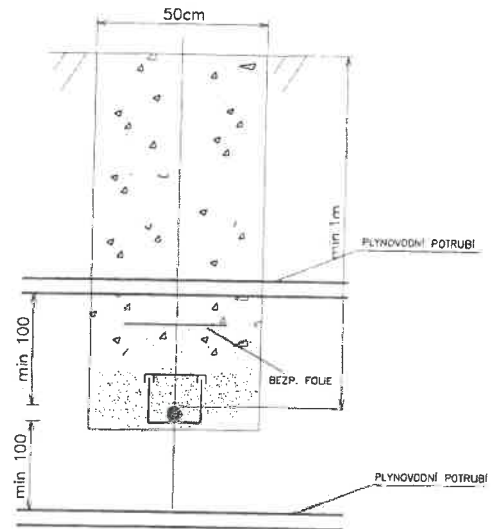 50cm
min 1m
PLYNOVODNÍ POTRUBÍ
min 100
BEZP. FOLIE
min 100
PLYNOVODNÍ POTRUBÍ